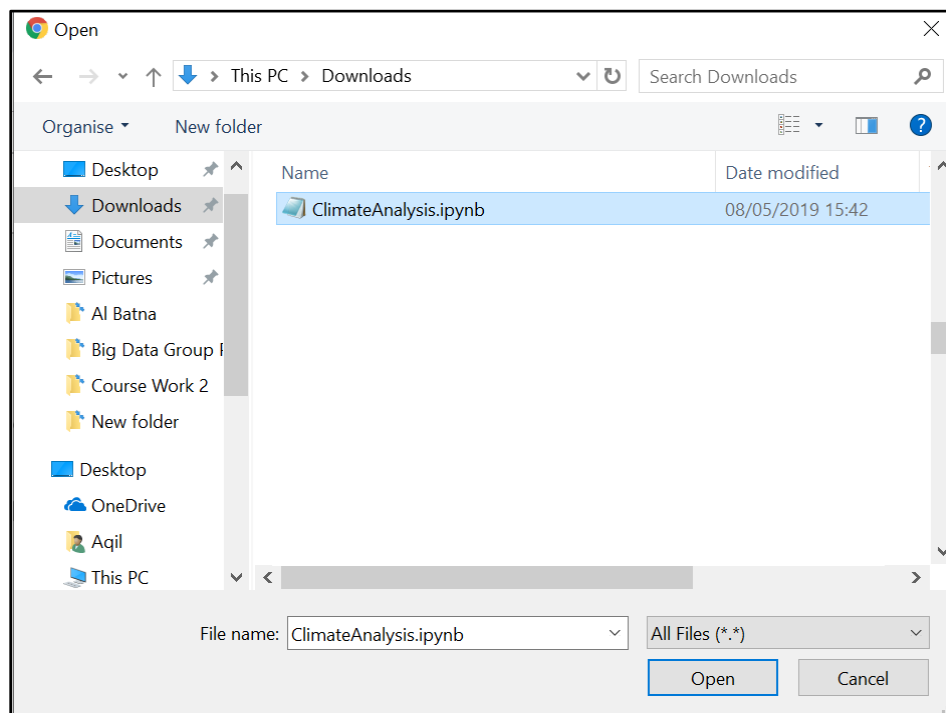 Open
This PC > Downloads
Search Downloads
Organise
New folder
?
Desktop
Downloads
Documents
Pictures
Al Batna
Big Data Group
Course Work 2
New folder
Desktop
OneDrive
Aqil
This PC
Name
Date modified
ClimateAnalysis.ipynb
08/05/2019 15:42
File name: ClimateAnalysis.ipynb
All Files (*.*)
Open
Cancel